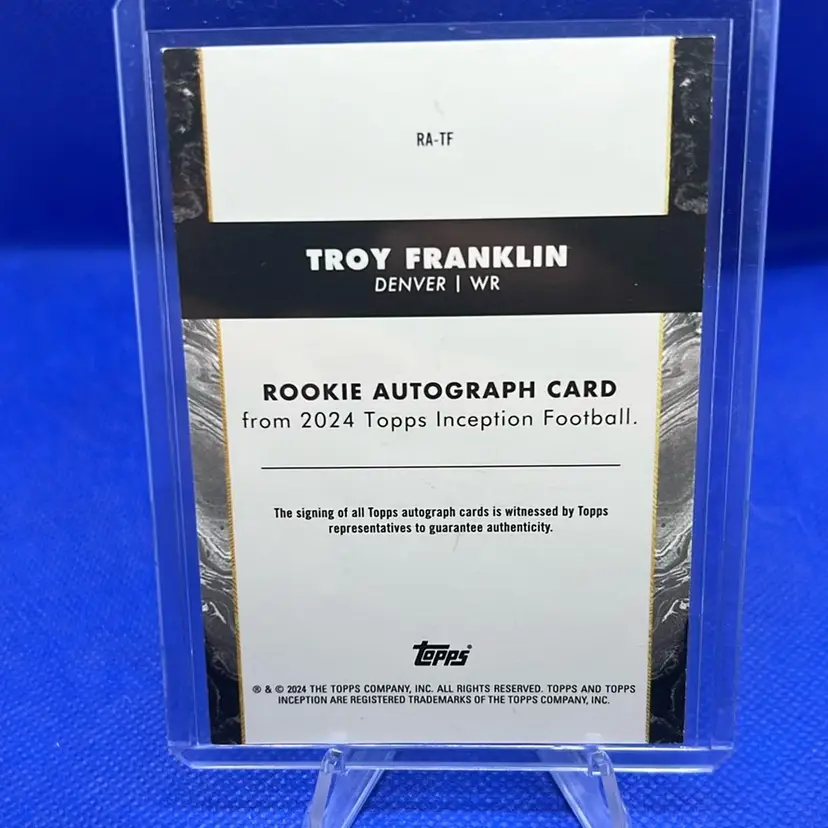 RA-TF
TROY FRANKLIN
DENVER | WR
ROOKIE AUTOGRAPH CARD
from 2024 Topps Inception Football.
The signing of all Topps autograph cards is witnessed by Topps
representatives to guarantee authenticity.
topps®
® & © 2024 THE TOPPS COMPANY, INC. ALL RIGHTS RESERVED. TOPPS AND TOPPS
INCEPTION ARE REGISTERED TRADEMARKS OF THE TOPPS COMPANY, INC.